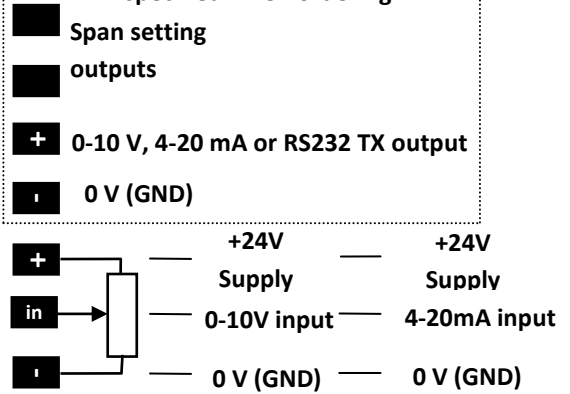 Span setting
outputs
+ 0-10 V, 4-20 mA or RS232 TX output
- 0 V (GND)
+ +24V Supply +24V Supply
in 0-10V input 4-20mA input
- 0 V (GND) 0 V (GND)